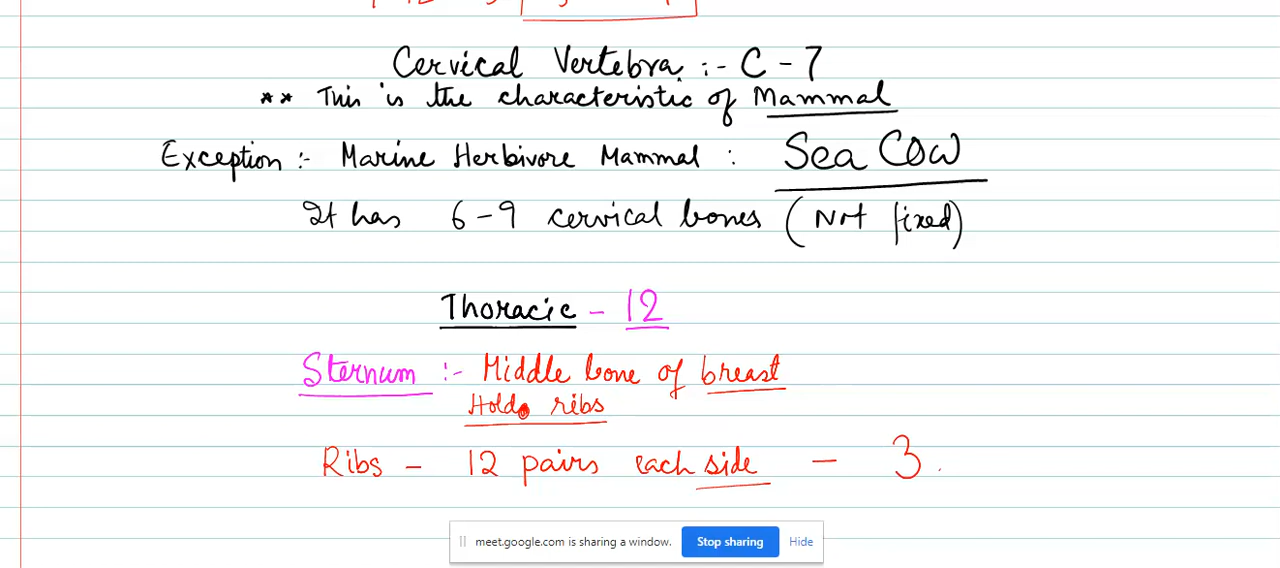 Cervical Vertebra :- C - 7
** This is the characteristic of Mammal
Exception :- Marine Herbivore Mammal : Sea Cow
It has 6 - 9 cervical bones (Not fixed)
Thoracic - 12
Sternum :- Middle bone of breast
Holds ribs
Ribs - 12 pairs each side - 3
meet.google.com is sharing a window. Stop sharing Hide